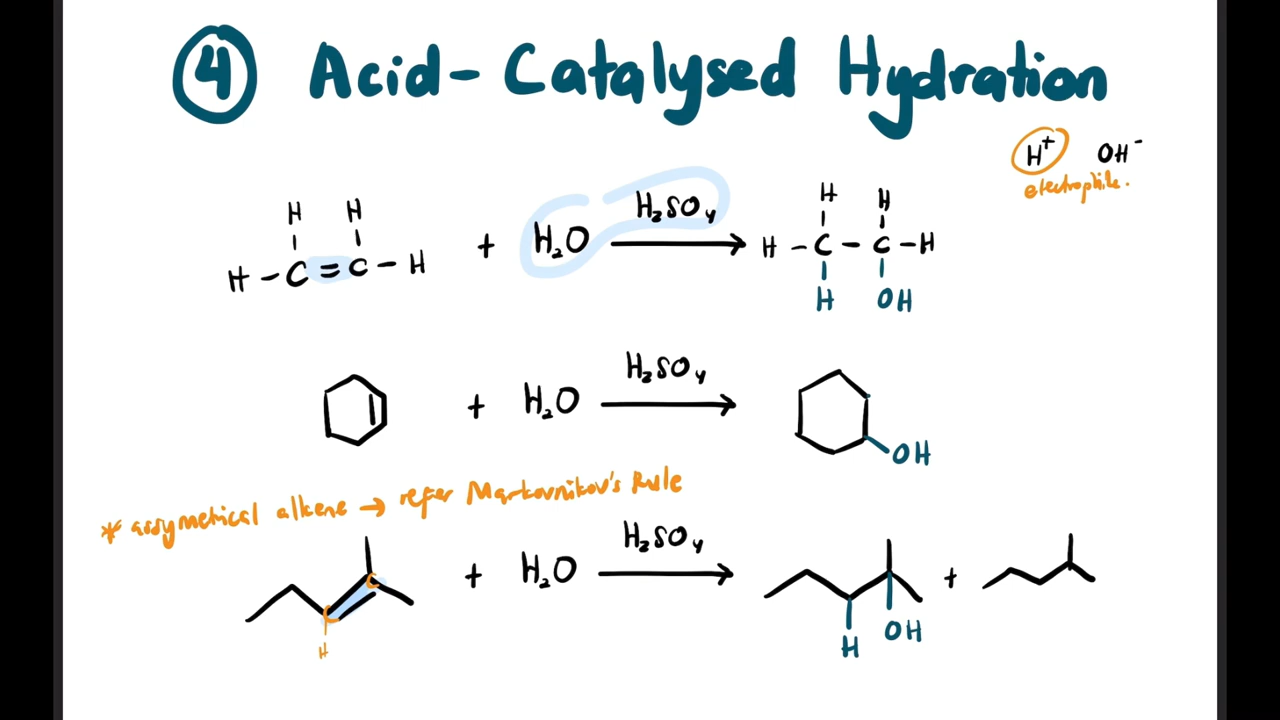 4 Acid-Catalysed Hydration
H⁺ OH⁻
electrophile.
H H
H-C=C-H + H₂O H₂SO₄ → H-C-C-H
H H
H OH
H₂SO₄
+ H₂O →
OH
* assymetrical alkene → refer Markovnikov's Rule
H₂SO₄
C + H₂O → +
C
H H OH